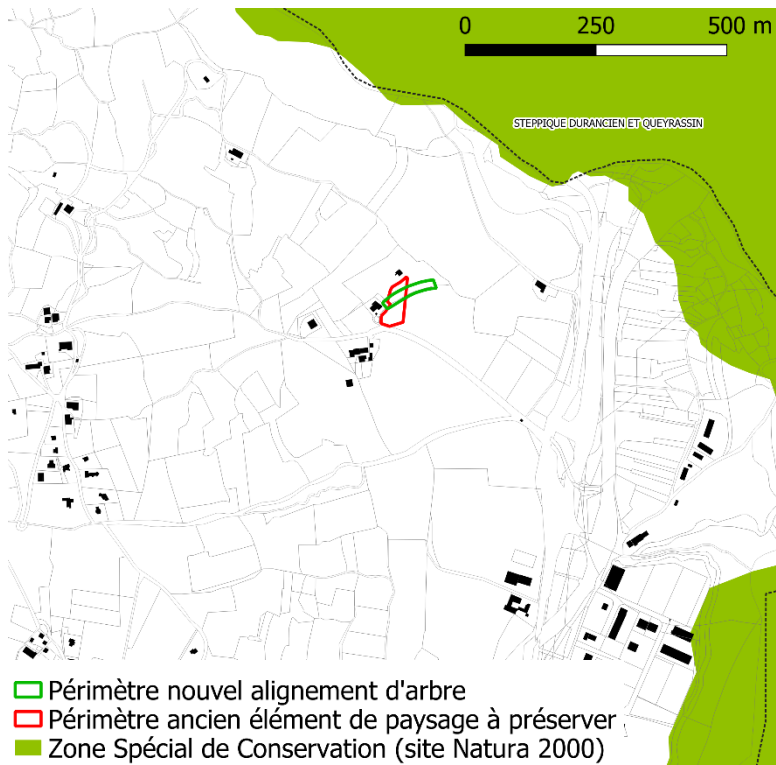 0 250 500 m
STEPPIQUE DURANCIEN ET QUEYRASSIN
Périmètre nouvel alignement d'arbre
Périmètre ancien élément de paysage à préserver
Zone Spécial de Conservation (site Natura 2000)